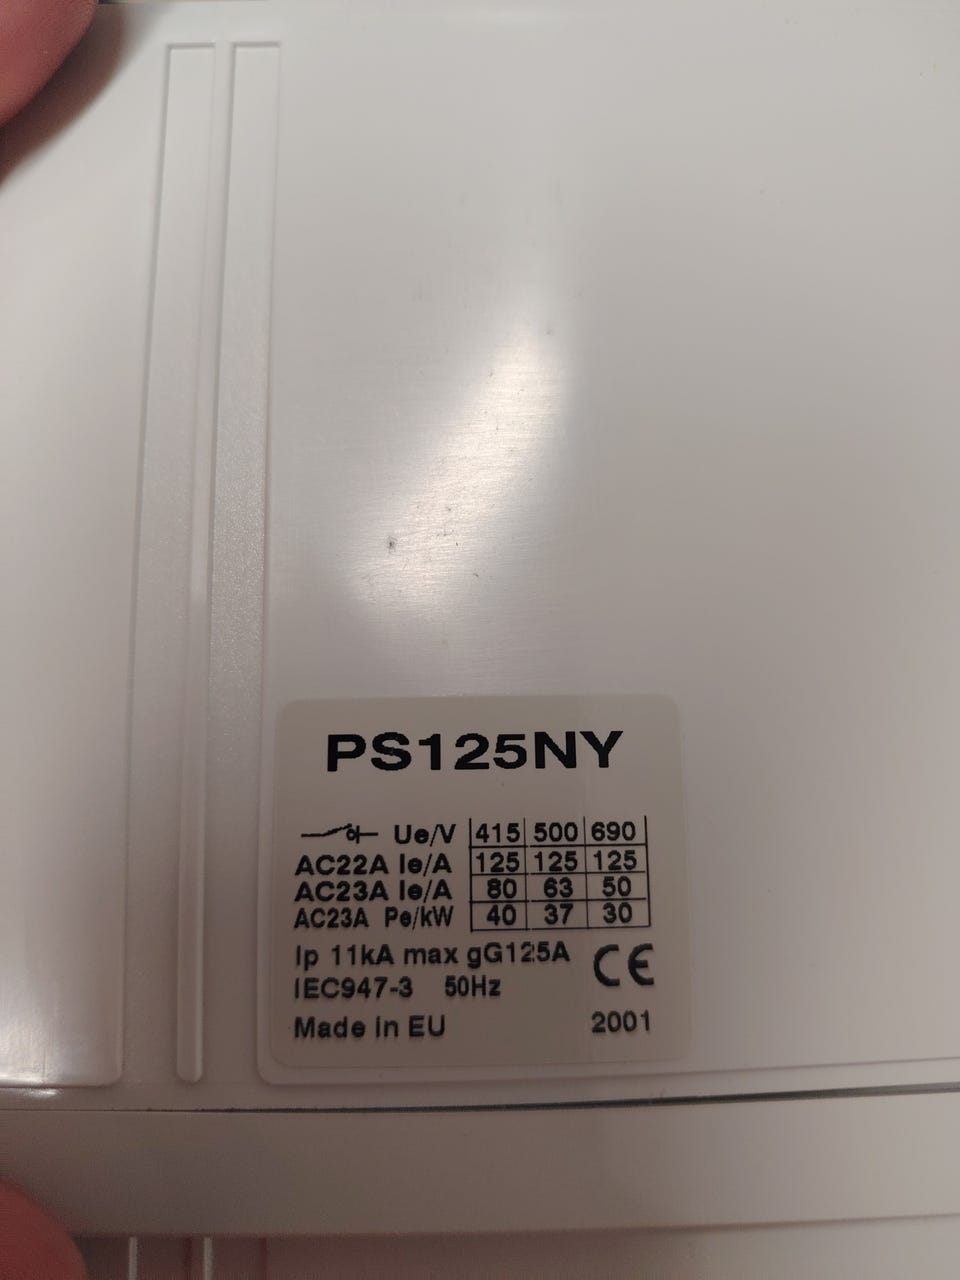 PS125NY
Ue/V 415 500 690
AC22A Ie/A 125 125 125
AC23A Ie/A 80 63 50
AC23A Pe/kW 40 37 30
Ip 11kA max gG125A CE
IEC947-3 50Hz
Made in EU 2001